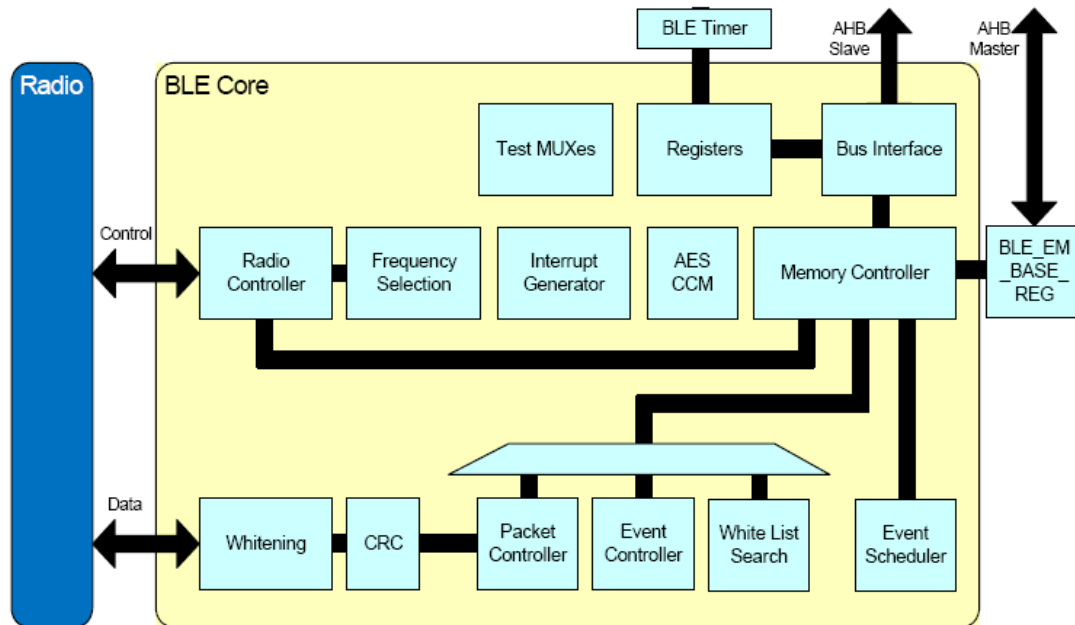 BLE Timer
AHB
Slave
AHB
Master
Radio
BLE Core
Test MUXes
Registers
Bus Interface
Control
Radio
Controller
Frequency
Selection
Interrupt
Generator
AES
CCM
Memory Controller
BLE_EM
_BASE_
REG
Data
Whitening
CRC
Packet
Controller
Event
Controller
White List
Search
Event
Scheduler